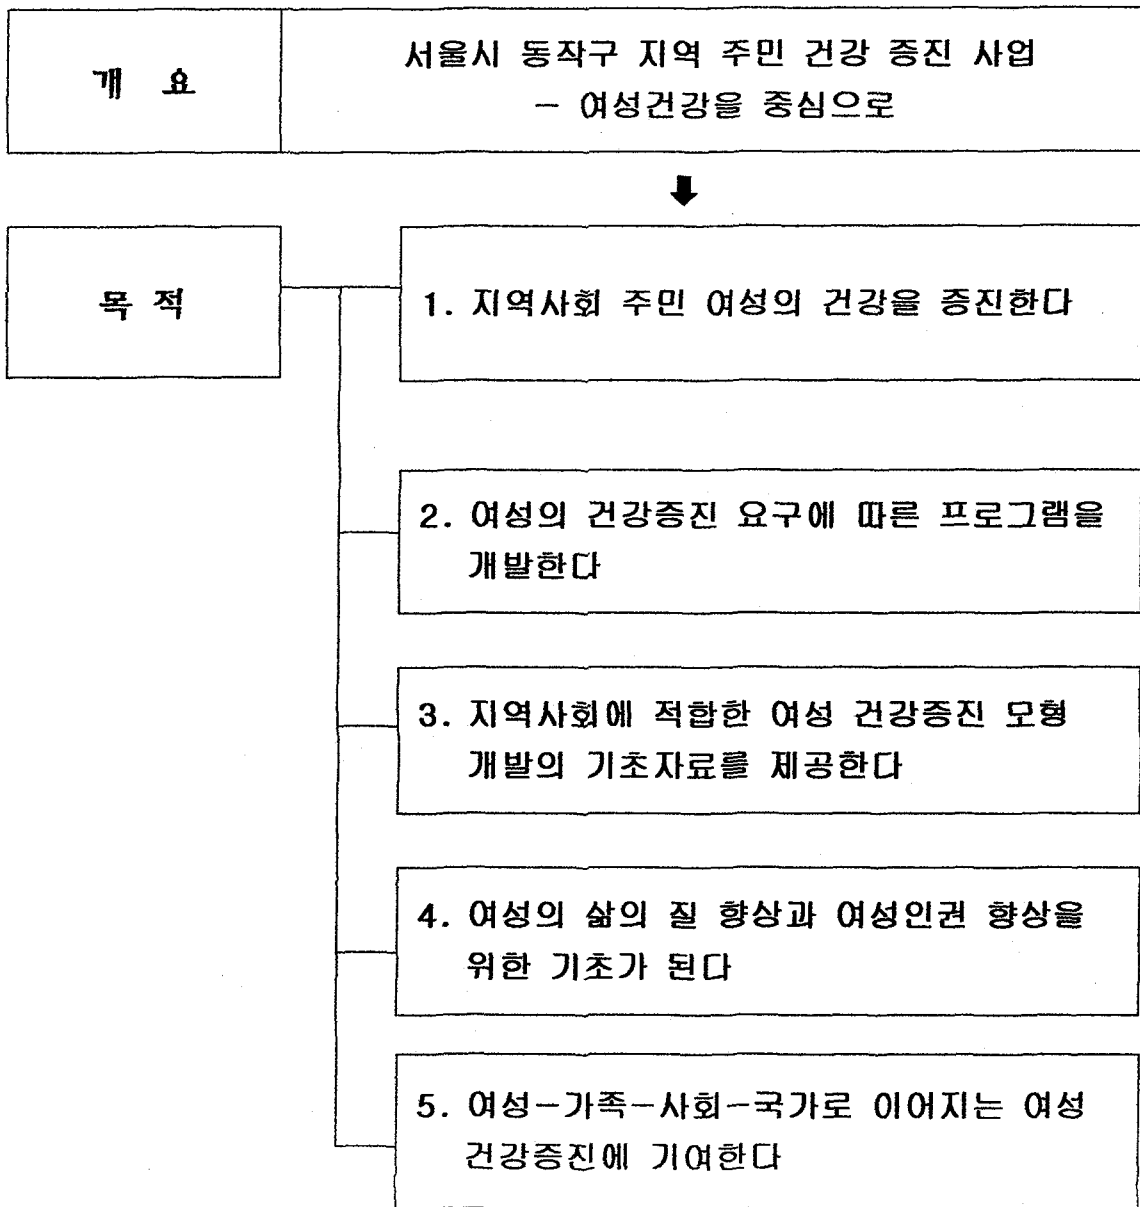 개 요
서울시 동작구 지역 주민 건강 증진 사업
- 여성건강을 중심으로
목 적
1. 지역사회 주민 여성의 건강을 증진한다
2. 여성의 건강증진 요구에 따른 프로그램을
개발한다
3. 지역사회에 적합한 여성 건강증진 모형
개발의 기초자료를 제공한다
4. 여성의 삶의 질 향상과 여성인권 향상을
위한 기초가 된다
5. 여성-가족-사회-국가로 이어지는 여성
건강증진에 기여한다